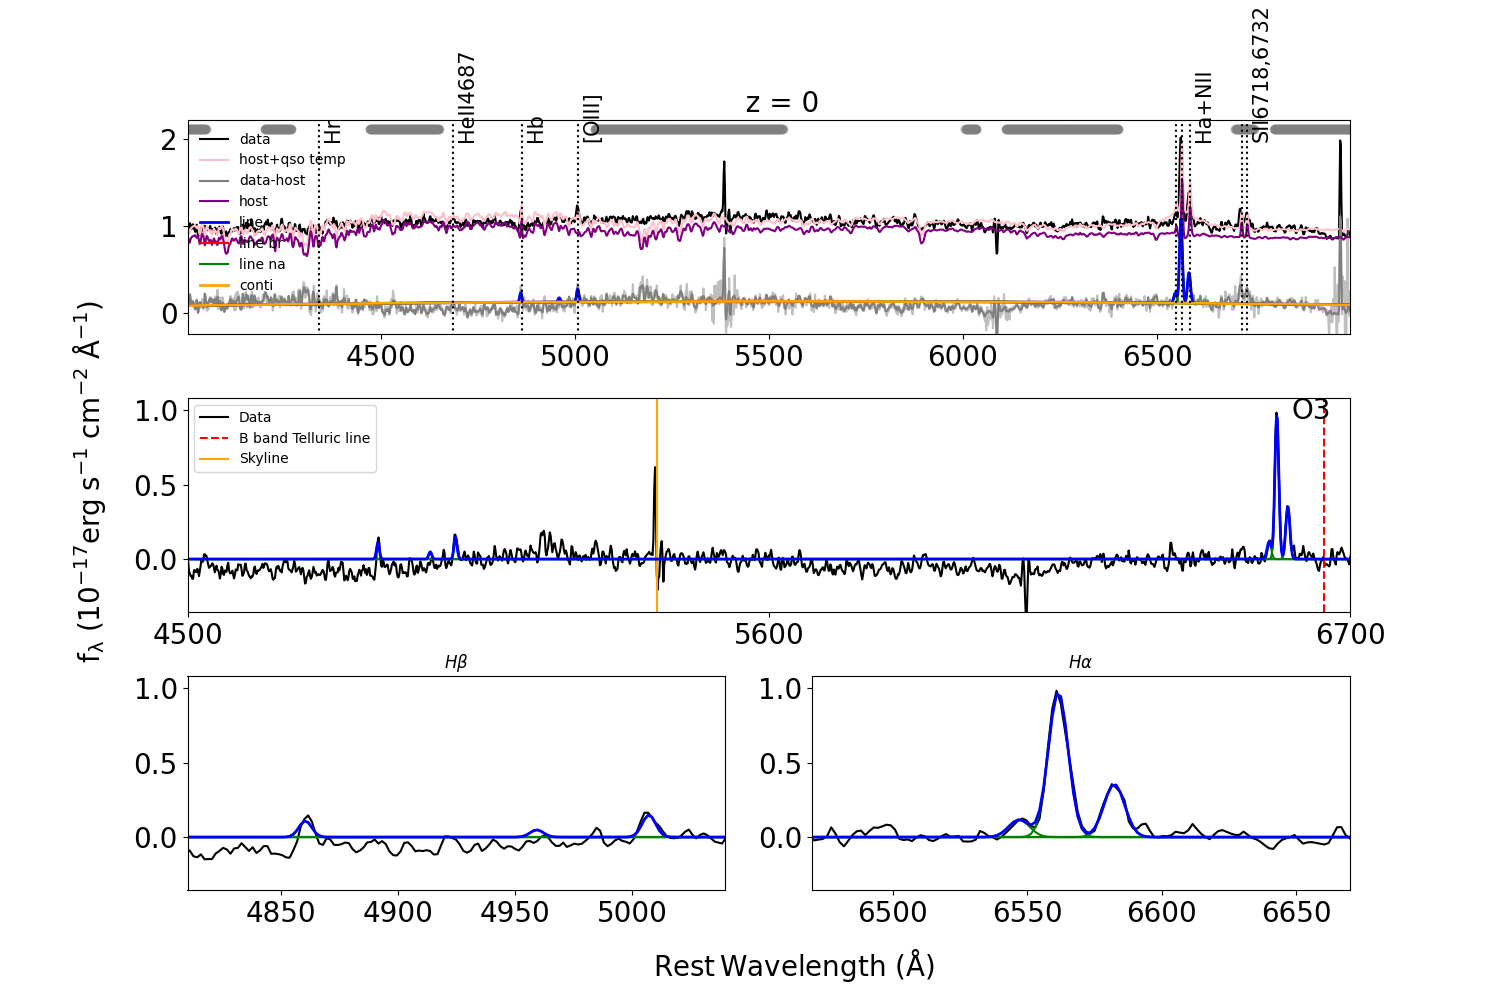 z = 0
Hr
HeII4687
Hb
[OIII]
Ha+NII
SII6718,6732
data
host+qso temp
data-host
host
line
line br
line na
conti
2
1
0
4500
5000
5500
6000
6500
f_λ (10⁻¹⁷erg s⁻¹ cm⁻² Å⁻¹)
Data
B band Telluric line
Skyline
O3
1.0
0.5
0.0
4500
5600
6700
Hβ
1.0
0.5
0.0
4850
4900
4950
5000
Hα
1.0
0.5
0.0
6500
6550
6600
6650
Rest Wavelength (Å)